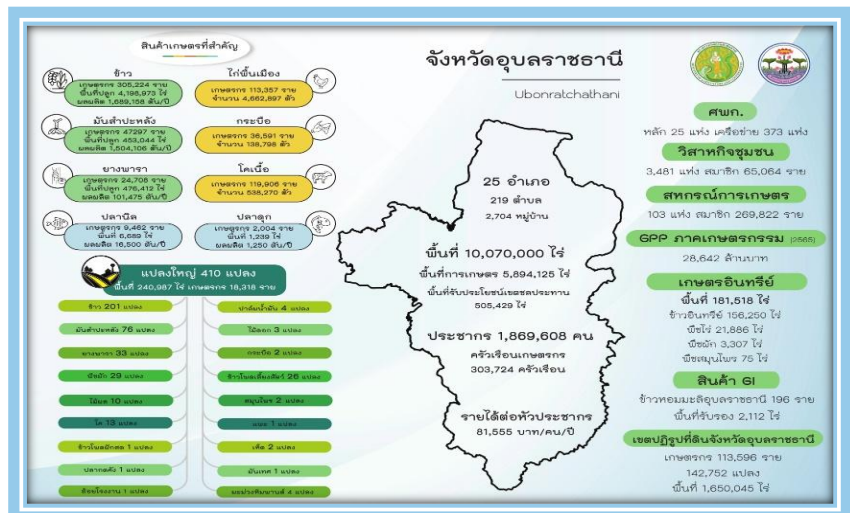 สินค้าเกษตรที่สำคัญ
ข้าว
เกษตรกร 305,224 ราย
พื้นที่ปลูก 4,198,973 ไร่
ผลผลิต 1,689,158 ตัน/ปี
ไก่พื้นเมือง
เกษตรกร 113,357 ราย
จำนวน 4,662,897 ตัว
มันสำปะหลัง
เกษตรกร 47297 ราย
พื้นที่ปลูก 453,044 ไร่
ผลผลิต 1,504,106 ตัน/ปี
กระบือ
เกษตรกร 36,591 ราย
จำนวน 138,798 ตัว
ยางพารา
เกษตรกร 24,706 ราย
พื้นที่ปลูก 476,412 ไร่
ผลผลิต 101,475 ตัน/ปี
โคเนื้อ
เกษตรกร 119,906 ราย
จำนวน 538,270 ตัว
ปลานิล
เกษตรกร 9,462 ราย
พื้นที่ 6,689 ไร่
ผลผลิต 16,500 ตัน/ปี
ปลาดุก
เกษตรกร 2,004 ราย
พื้นที่ 1,239 ไร่
ผลผลิต 1,250 ตัน/ปี
แปลงใหญ่ 410 แปลง
พื้นที่ 240,987 ไร่ เกษตรกร 18,318 ราย
ข้าว 201 แปลง
มันสำปะหลัง 76 แปลง
ยางพารา 33 แปลง
พืชผัก 29 แปลง
ไม้ผล 10 แปลง
โค 13 แปลง
ข้าวโพดฝักสด 1 แปลง
ปลากดคัง 1 แปลง
อ้อยโรงงาน 1 แปลง
ปาล์มน้ำมัน 4 แปลง
ไม้ดอก 3 แปลง
กระบือ 2 แปลง
ข้าวโพดเลี้ยงสัตว์ 26 แปลง
สมุนไพร 2 แปลง
แพะ 1 แปลง
เห็ด 2 แปลง
มันเทศ 1 แปลง
มะม่วงหิมพานต์ 4 แปลง
จังหวัดอุบลราชธานี
Ubonratchathani
25 อำเภอ
219 ตำบล
2,704 หมู่บ้าน
พื้นที่ 10,070,000 ไร่
พื้นที่การเกษตร 5,894,125 ไร่
พื้นที่รับประโยชน์เขตชลประทาน
505,429 ไร่
ประชากร 1,869,608 คน
ครัวเรือนเกษตรกร
303,724 ครัวเรือน
รายได้ต่อหัวประชากร
81,555 บาท/คน/ปี
ศพก.
หลัก 25 แห่ง เครือข่าย 373 แห่ง
วิสาหกิจชุมชน
3,481 แห่ง สมาชิก 65,064 ราย
สหกรณ์การเกษตร
103 แห่ง สมาชิก 269,822 ราย
GPP ภาคเกษตรกรรม (2565)
28,642 ล้านบาท
เกษตรอินทรีย์
พื้นที่ 181,518 ไร่
ข้าวอินทรีย์ 156,250 ไร่
พืชไร่ 21,886 ไร่
พืชผัก 3,307 ไร่
พืชสมุนไพร 75 ไร่
สินค้า GI
ข้าวหอมมะลิอุบลราชธานี 196 ราย
พื้นที่รับรอง 2,112 ไร่
เขตปฏิรูปที่ดินจังหวัดอุบลราชธานี
เกษตรกร 113,596 ราย
142,752 แปลง
พื้นที่ 1,650,045 ไร่